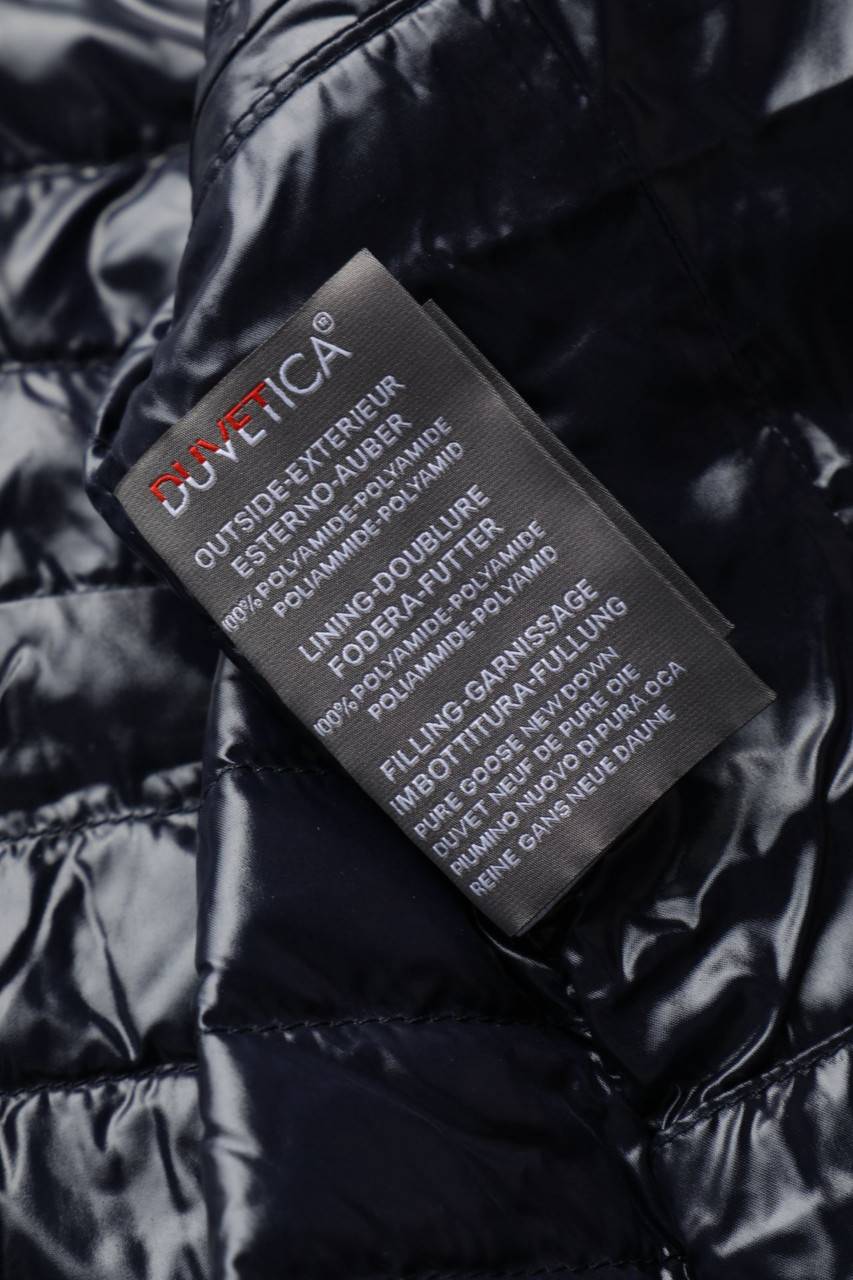 DUVETICA®
OUTSIDE-EXTERIEUR
ESTERNO-AUBER
100% POLYAMIDE-POLYAMIDE
POLIAMMIDE-POLYAMID
LINING-DOUBLURE
FODERA-FUTTER
100% POLYAMIDE-POLYAMIDE
POLIAMMIDE-POLYAMID
FILLING-GARNISSAGE
IMBOTTITURA-FULLUNG
PURE GOOSE NEW DOWN
DUVET NEUF DE PURE OIE
PIUMINO NUOVO DI PURA OCA
REINE GANS NEUE DAUNE